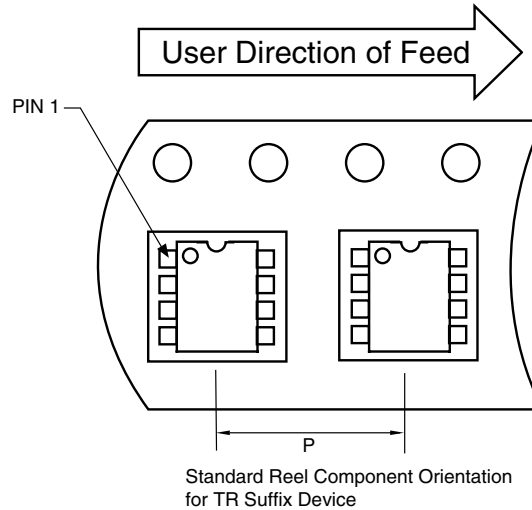 User Direction of Feed
PIN 1
P
Standard Reel Component Orientation
for TR Suffix Device